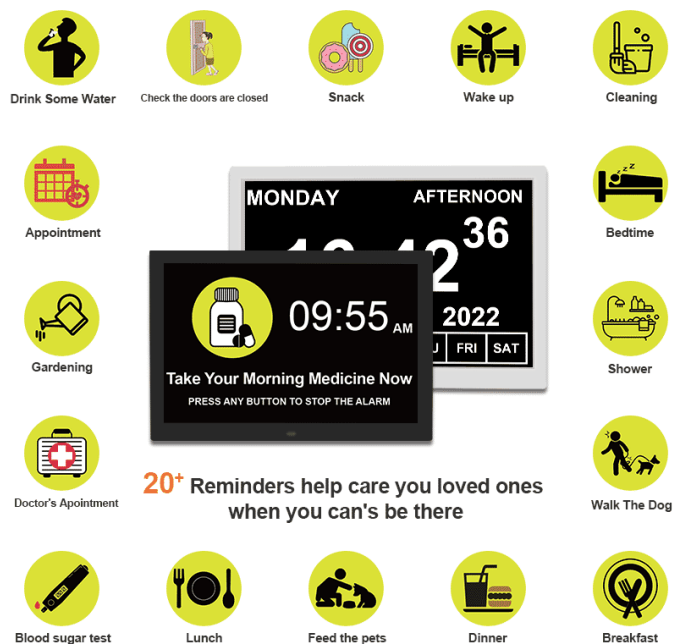 Drink Some Water
Check the doors are closed
Snack
Wake up
Cleaning
Appointment
MONDAY
AFTERNOON
36
2022
FRI
SAT
Bedtime
09:55 AM
Take Your Morning Medicine Now
PRESS ANY BUTTON TO STOP THE ALARM
Gardening
Shower
Doctor's Apointment
20+ Reminders help care you loved ones
when you can's be there
Walk The Dog
Blood sugar test
Lunch
Feed the pets
Dinner
Breakfast